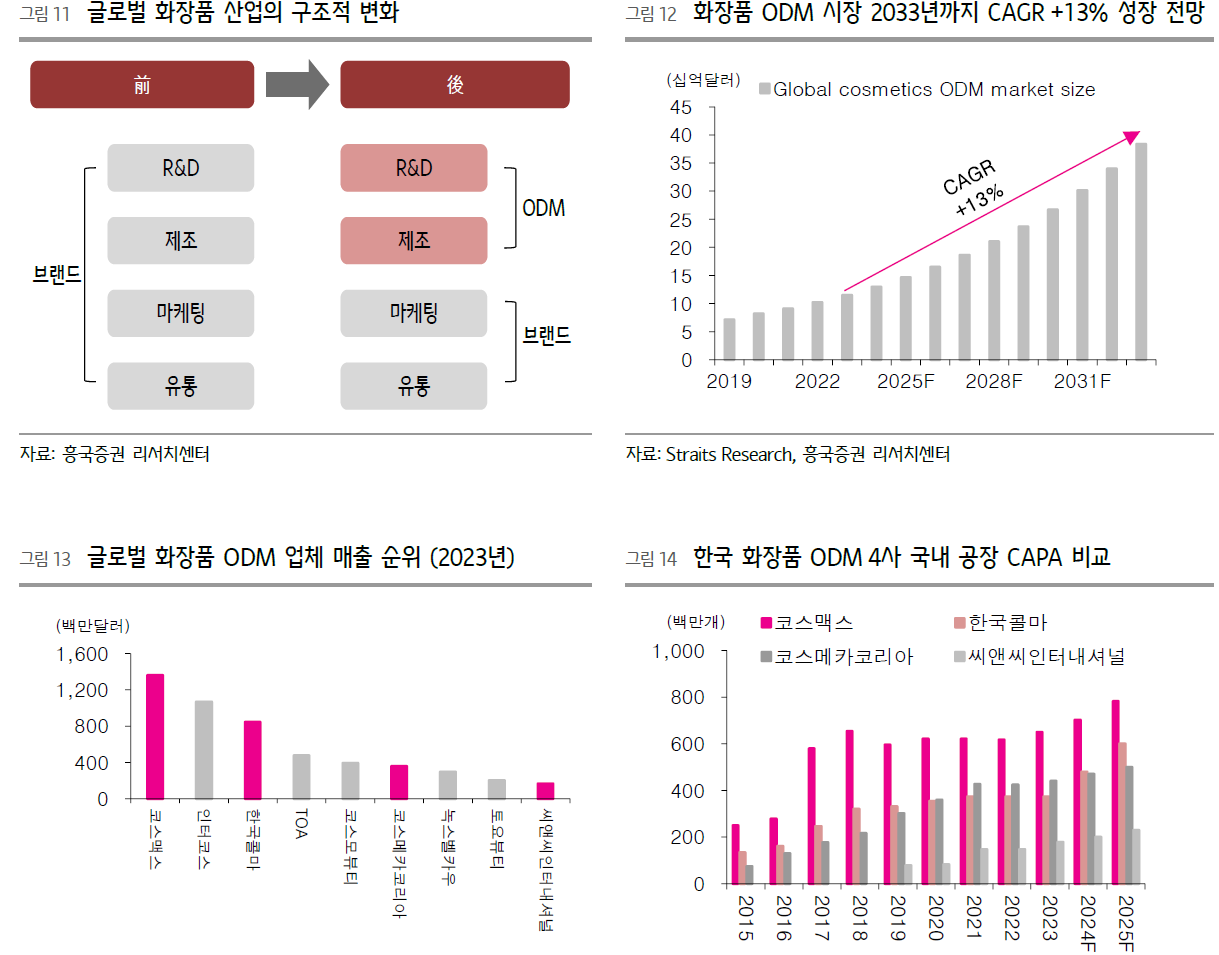 그림 11 글로벌 화장품 산업의 구조적 변화
前
後
R&D
제조
마케팅
유통
브랜드
R&D
제조
마케팅
유통
ODM
브랜드
자료: 흥국증권 리서치센터
그림 12 화장품 ODM 시장 2033년까지 CAGR +13% 성장 전망
(십억달러)
Global cosmetics ODM market size
45
40
35
30
25
20
15
10
5
0
CAGR
+13%
2019 2022 2025F 2028F 2031F
자료: Straits Research, 흥국증권 리서치센터
그림 13 글로벌 화장품 ODM 업체 매출 순위 (2023년)
(백만달러)
1,600
1,200
800
400
0
코스맥스
인터코스
한국콜마
TOA
코스모뷰티
코스메카코리아
녹스벨카우
토요뷰티
씨앤씨인터내셔널
그림 14 한국 화장품 ODM 4사 국내 공장 CAPA 비교
(백만개)
코스맥스 한국콜마
코스메카코리아 씨앤씨인터내셔널
1,000
800
600
400
200
0
2015
2016
2017
2018
2019
2020
2021
2022
2023
2024F
2025F